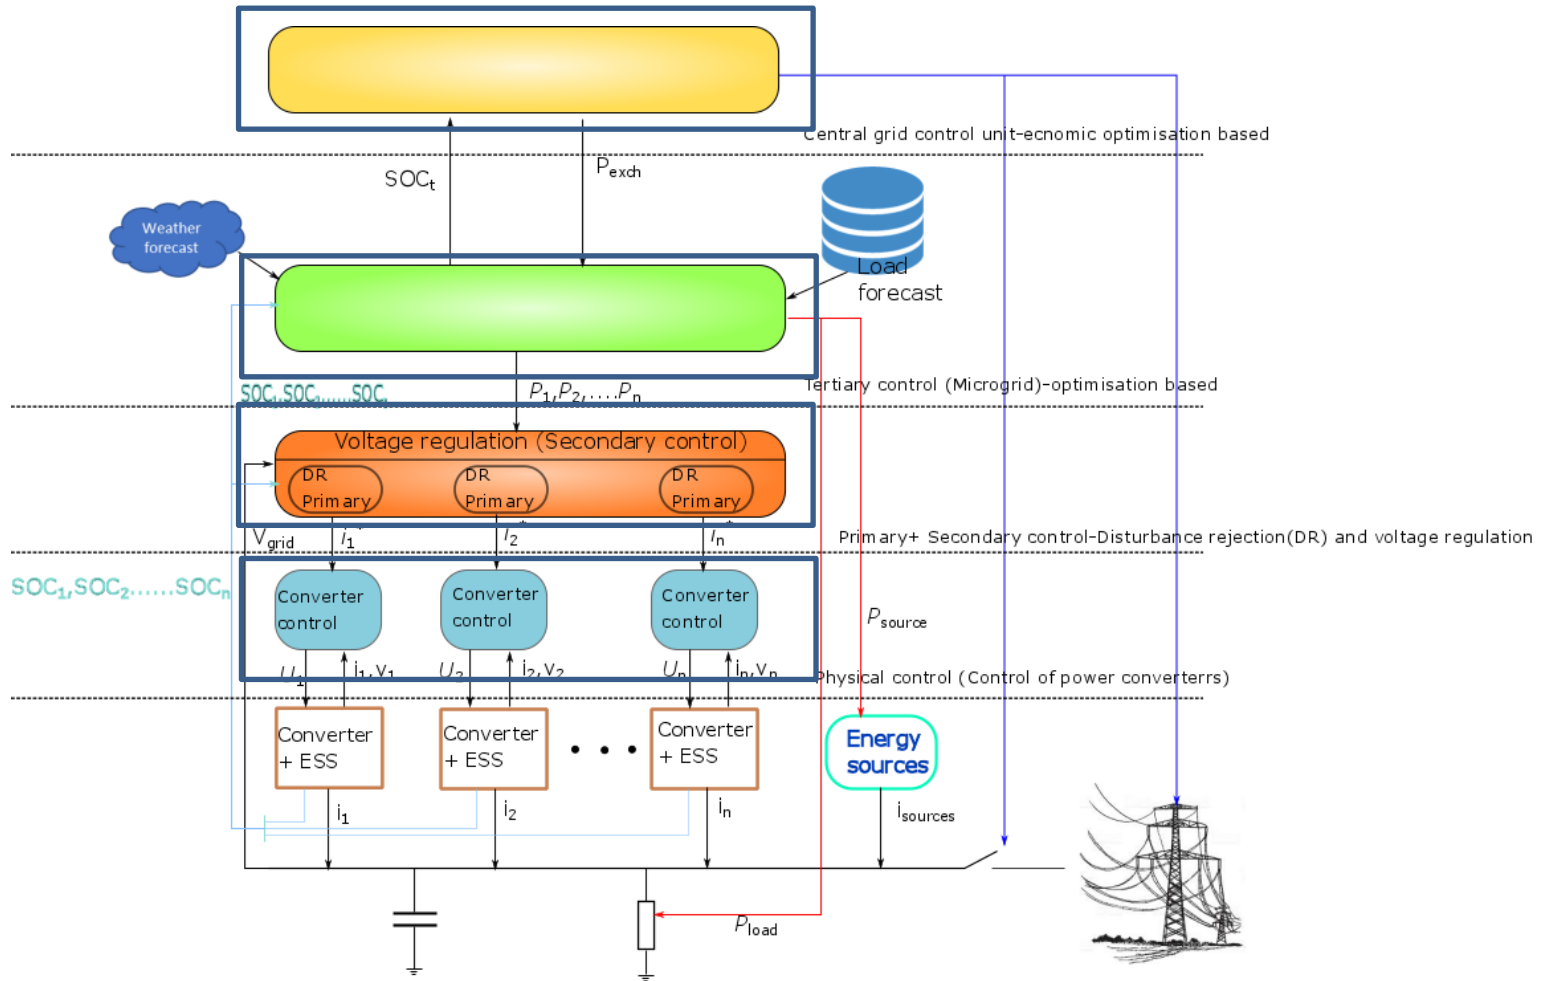 Central grid control unit-ecnomic optimisation based
SOCt
Pexch
Weather
forecast
Load
forecast
SOC1,SOC2......SOC
P1,P2,....Pn
Tertiary control (Microgrid)-optimisation based
Voltage regulation (Secondary control)
DR
Primary
DR
Primary
DR
Primary
Vgrid
i1*
i2*
in*
Primary+ Secondary control-Disturbance rejection(DR) and voltage regulation
SOC1,SOC2......SOCn
Converter
control
Converter
control
Converter
control
Psource
U1
i1,v1
U2
i2,v2
Un
in,vn
Physical control (Control of power converterrs)
Converter
+ ESS
Converter
+ ESS
Converter
+ ESS
Energy
sources
i1
i2
in
isources
Pload